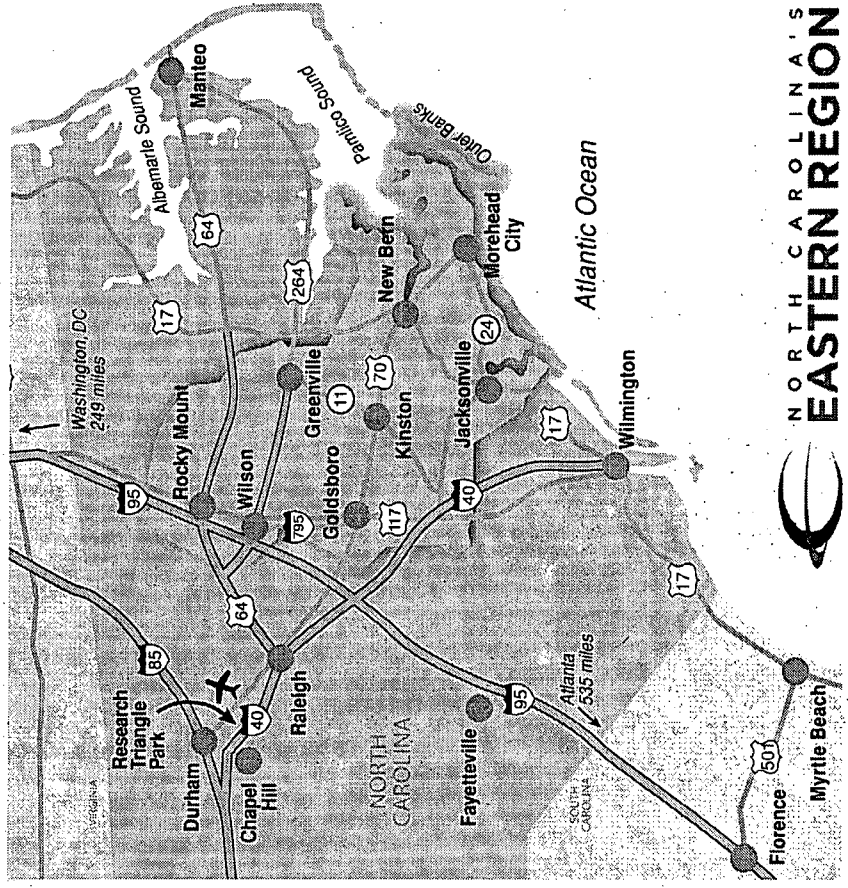 Washington, DC
249 miles
VIRGINIA
95
85
Research
Triangle
Park
Durham
Chapel
Hill
40
Raleigh
64
Rocky Mount
Wilson
795
Goldsboro
117
17
64
264
Albemarle Sound
Manteo
Pamlico Sound
Outer Banks
Greenville
11
70
Kinston
New Bern
Morehead
City
24
Jacksonville
40
17
Wilmington
Atlantic Ocean
NORTH
CAROLINA
Fayetteville
95
Atlanta
535 miles
SOUTH
CAROLINA
17
501
Florence
Myrtle Beach
NORTH CAROLINA'S
EASTERN REGION